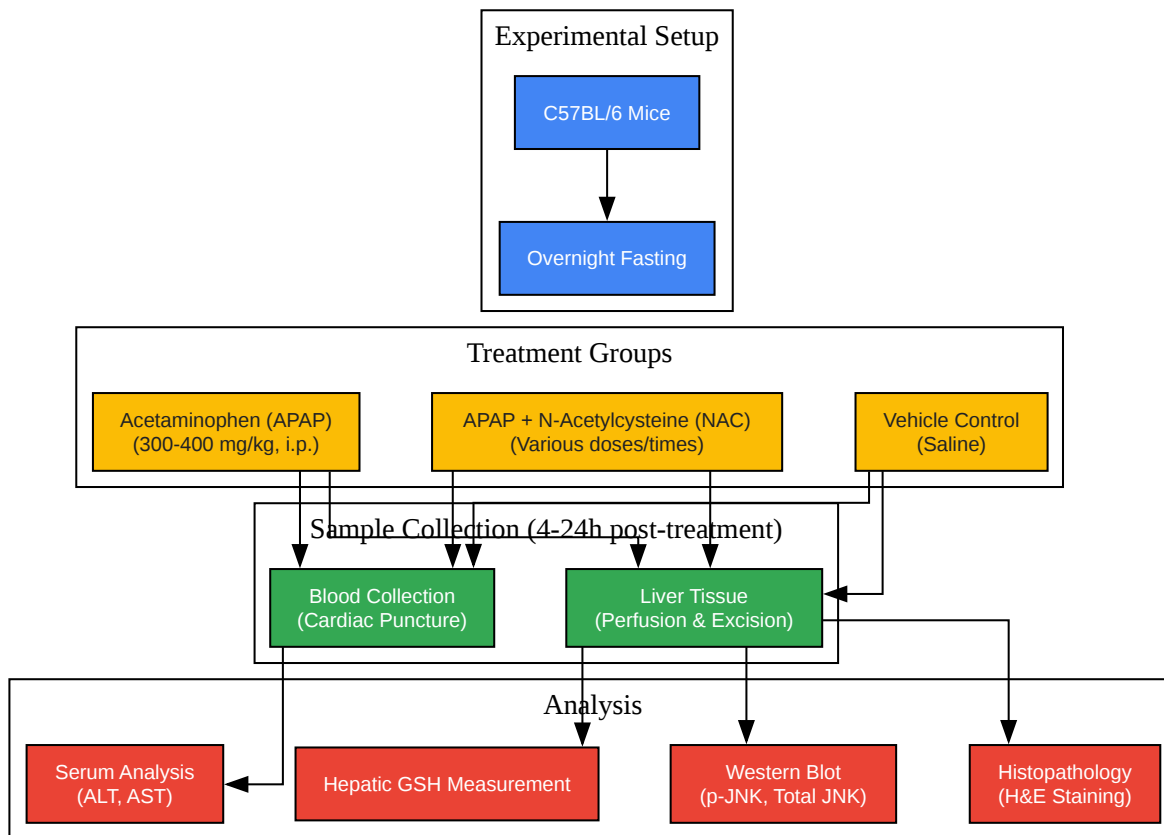 Experimental Setup
C57BL/6 Mice
Overnight Fasting
Treatment Groups
Acetaminophen (APAP)
(300-400 mg/kg, i.p.)
APAP + N-Acetylcysteine (NAC)
(Various doses/times)
Vehicle Control
(Saline)
Sample Collection (4-24h post-treatment)
Blood Collection
(Cardiac Puncture)
Liver Tissue
(Perfusion & Excision)
Analysis
Serum Analysis
(ALT, AST)
Hepatic GSH Measurement
Western Blot
(p-JNK, Total JNK)
Histopathology
(H&E Staining)